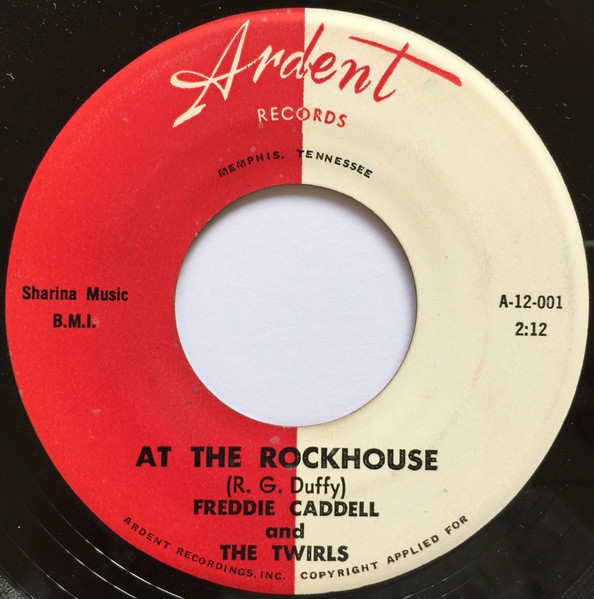 Ardent
RECORDS
MEMPHIS, TENNESSEE
Sharina Music
B.M.I.
A-12-001
2:12
AT THE ROCKHOUSE
(R. G. Duffy)
FREDDIE CADDELL
and
THE TWIRLS
ARDENT RECORDINGS, INC. COPYRIGHT APPLIED FOR